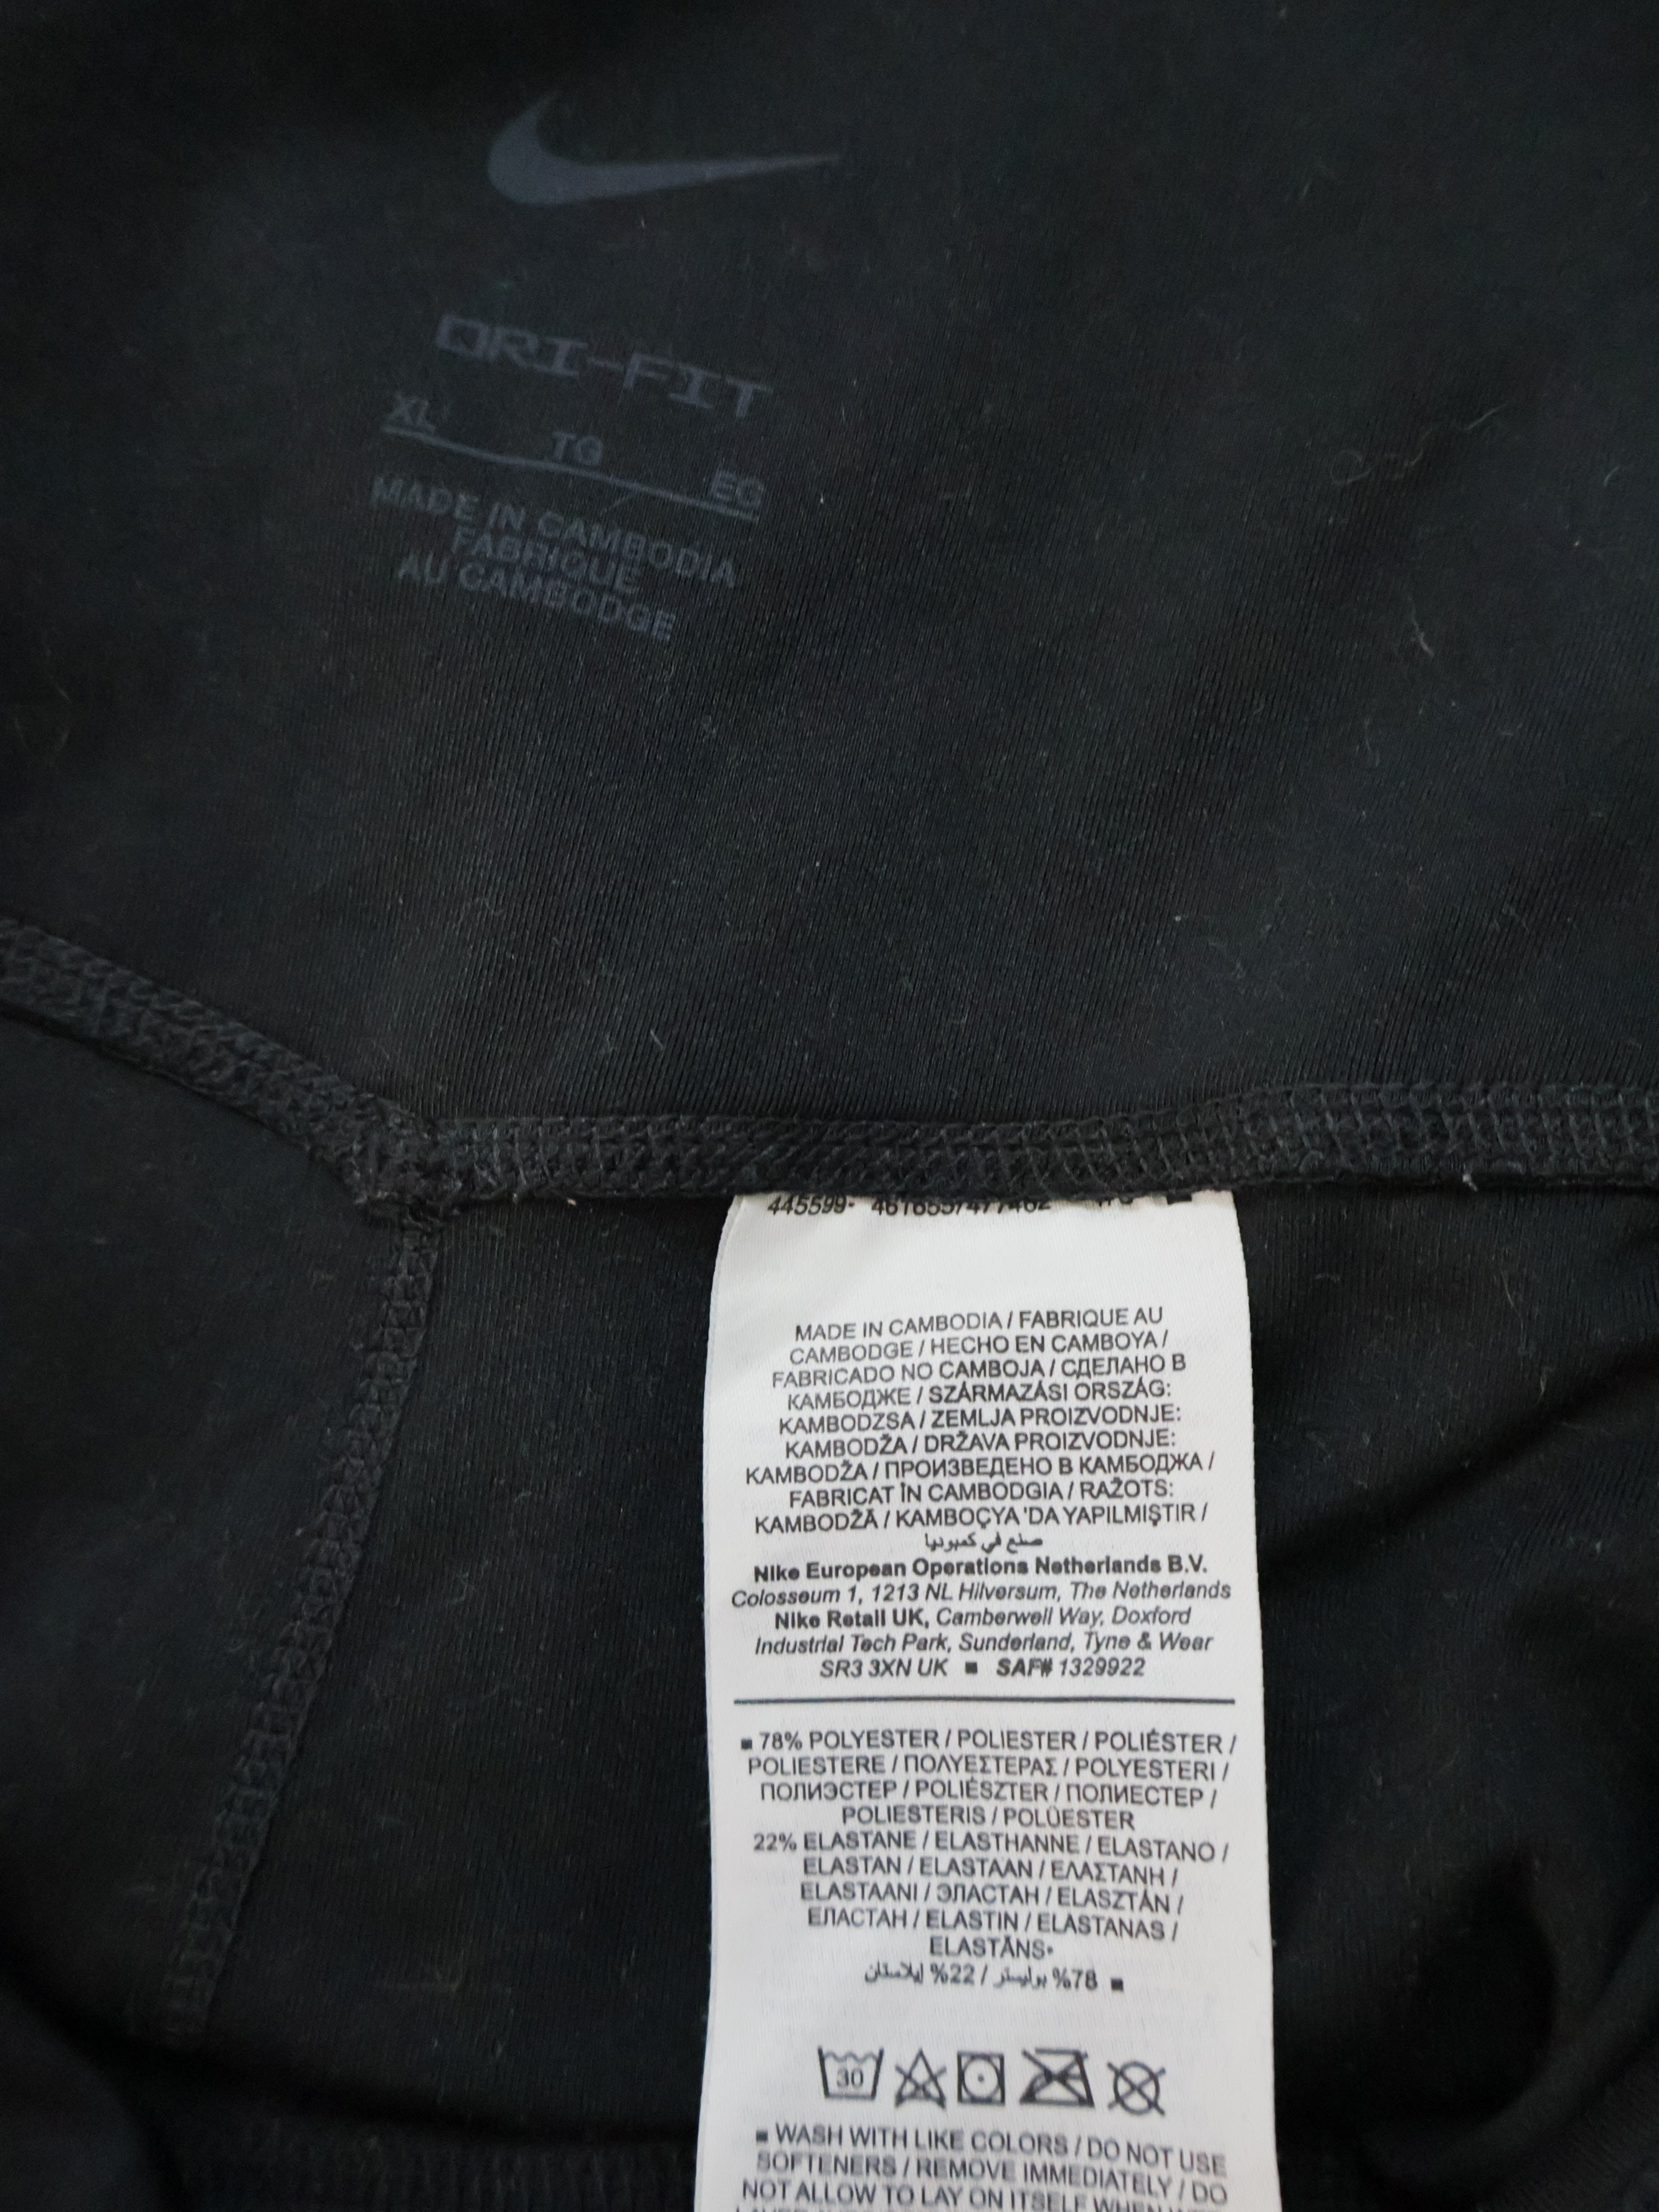 DRI-FIT
XL TG EG
MADE IN CAMBODIA
FABRIQUE
AU CAMBODGE
445599-
MADE IN CAMBODIA / FABRIQUE AU
CAMBODGE / HECHO EN CAMBOYA /
FABRICADO NO CAMBOJA / СДЕЛАНО В
КАМБОДЖЕ / SZÁRMAZÁSI ORSZÁG:
KAMBODZSA / ZEMLJA PROIZVODNJE:
KAMBODŽA / DRŽAVA PROIZVODNJE:
KAMBODŽA / ПРОИЗВЕДЕНО В КАМБОДЖА /
FABRICAT ÎN CAMBODGIA / RAŽOTS:
KAMBODŽĀ / KAMBOÇYA 'DA YAPILMIŞTIR /
صنع في كمبوديا
Nike European Operations Netherlands B.V.
Colosseum 1, 1213 NL Hilversum, The Netherlands
Nike Retail UK, Camberwell Way, Doxford
Industrial Tech Park, Sunderland, Tyne & Wear
SR3 3XN UK ■ SAF# 1329922
■ 78% POLYESTER / POLIESTER / POLIÉSTER /
POLIESTERE / ΠΟΛΥΕΣΤΕΡΑΣ / POLYESTERI /
ПОЛИЭСТЕР / POLIÉSZTER / ПОЛИЕСТЕР /
POLIESTERIS / POLÜESTER
22% ELASTANE / ELASTHANNE / ELASTANO /
ELASTAN / ELASTAAN / ΕΛΑΣΤΑΝΗ /
ELASTAANI / ЭЛАСТАН / ELASZTÁN /
ЕЛАСТАН / ELASTIN / ELASTANAS /
ELASTĀNS•
■ 78% بوليستر / 22% إيلاستان
30
■ WASH WITH LIKE COLORS / DO NOT USE
SOFTENERS / REMOVE IMMEDIATELY / DO
NOT ALLOW TO LAY ON ITSELF WHEN